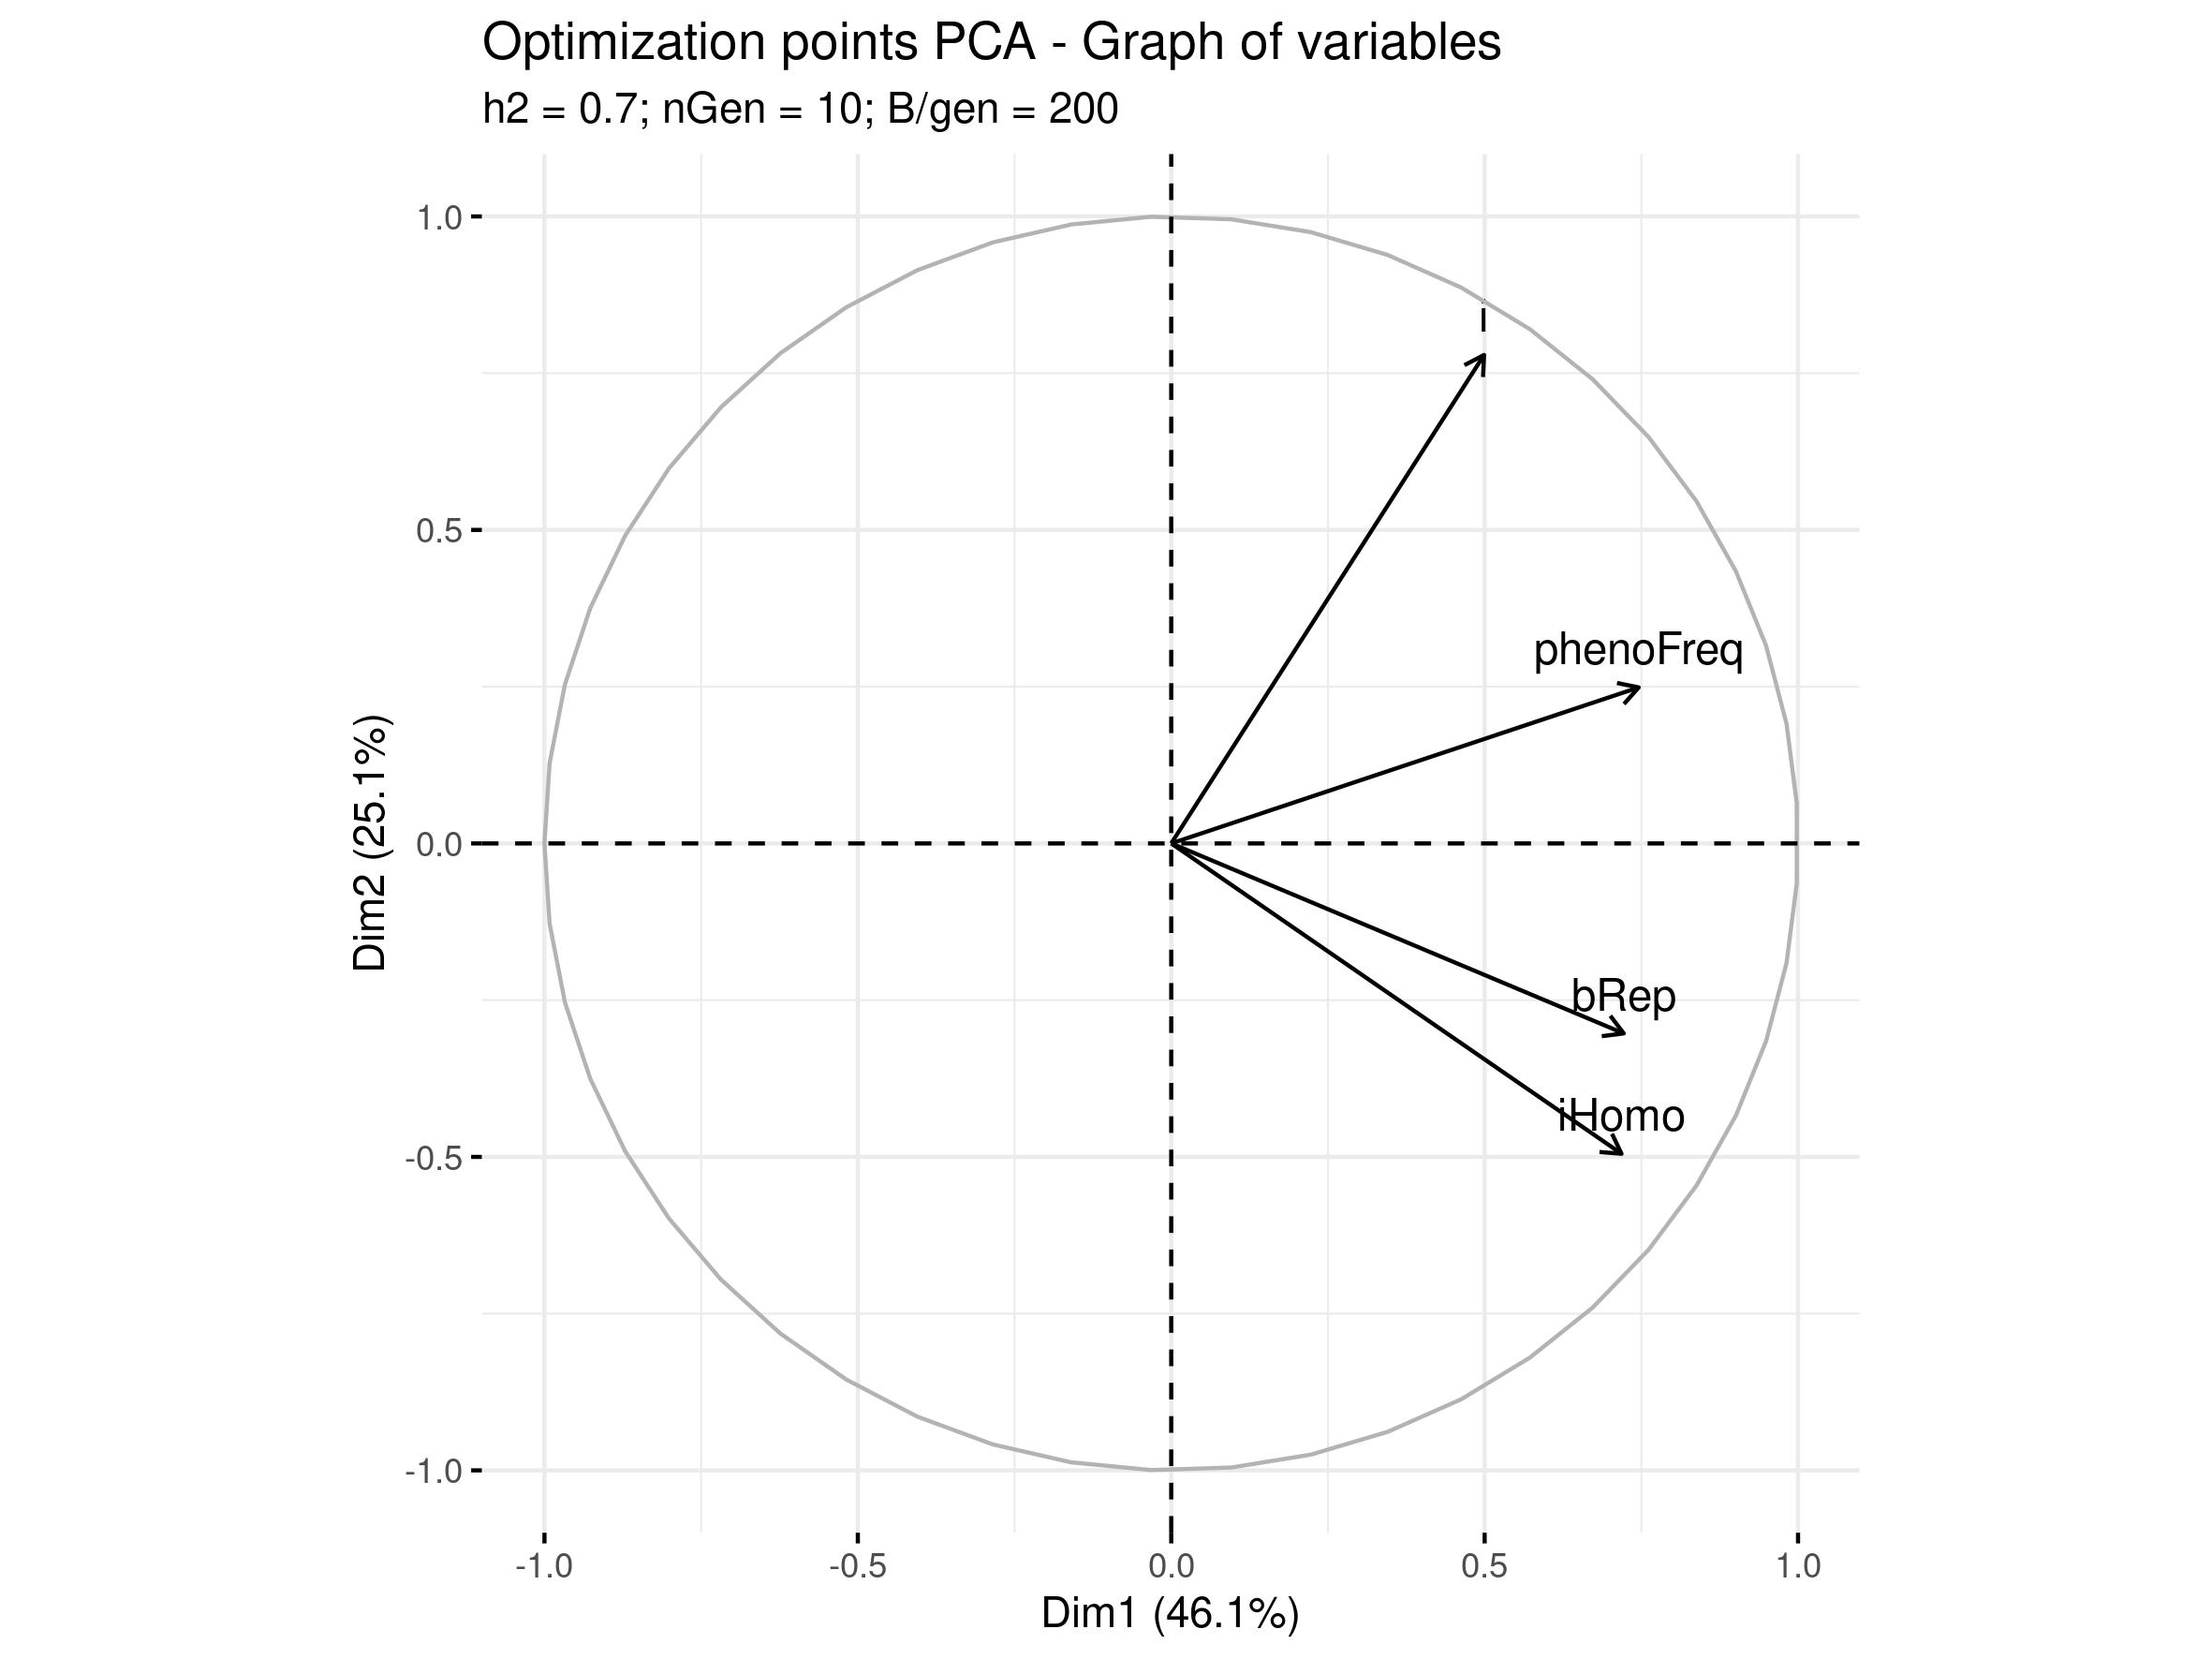 Optimization points PCA - Graph of variables
h2 = 0.7; nGen = 10; B/gen = 200
1.0
0.5
0.0
-0.5
-1.0
Dim2 (25.1%)
i
phenoFreq
bRep
iHomo
-1.0
-0.5
0.0
0.5
1.0
Dim1 (46.1%)